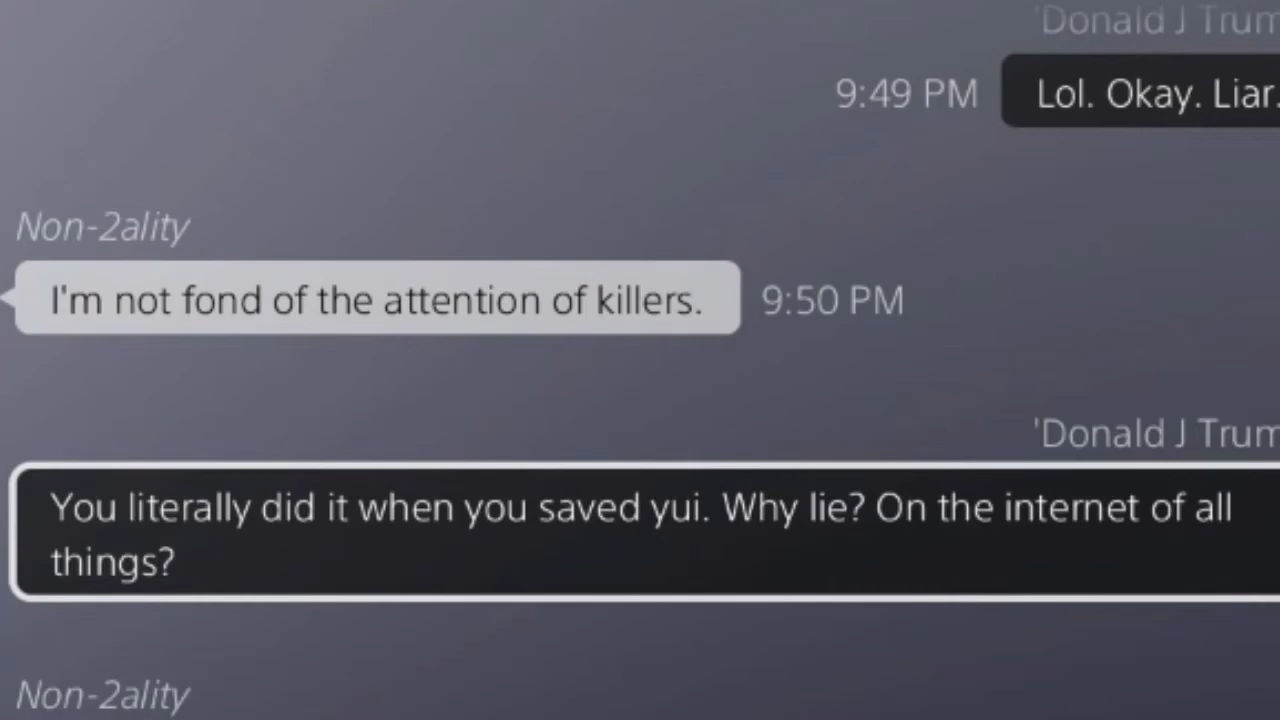 'Donald J Trum
9:49 PM
Lol. Okay. Liar.
Non-2ality
I'm not fond of the attention of killers.
9:50 PM
'Donald J Trum
You literally did it when you saved yui. Why lie? On the internet of all
things?
Non-2ality